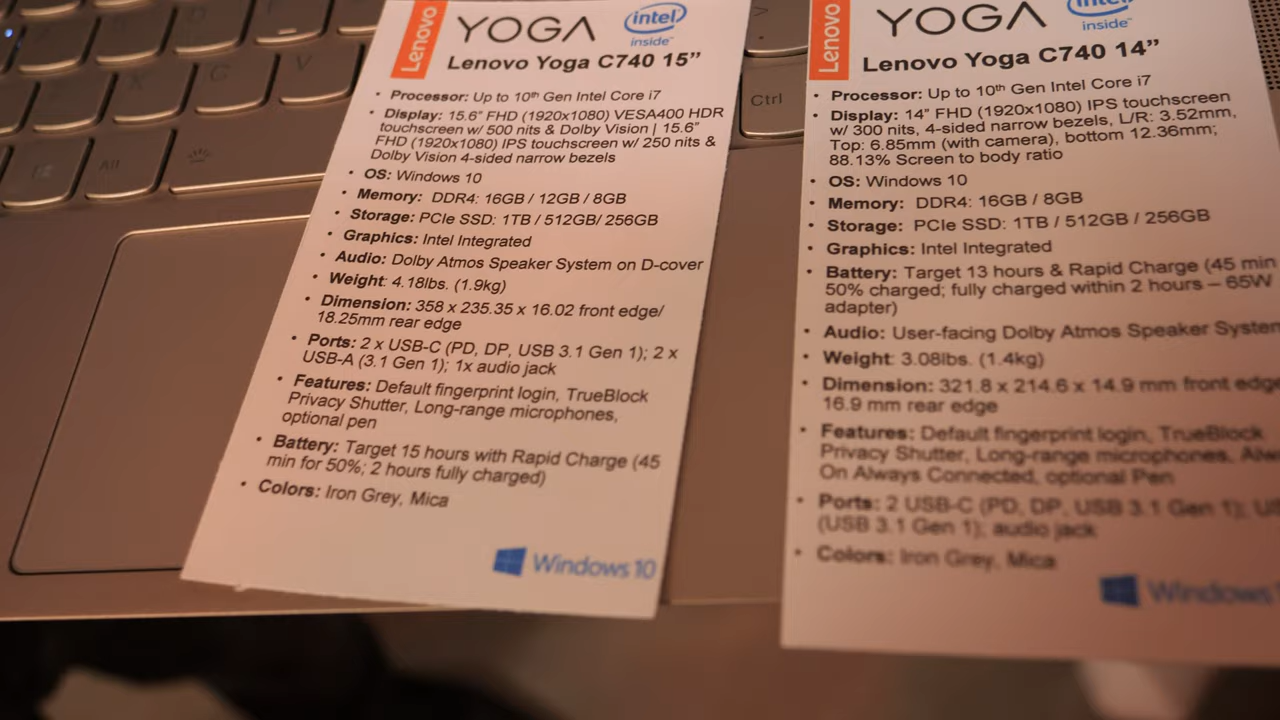 Lenovo
YOGA
intel
inside™
Lenovo Yoga C740 15”
• Processor: Up to 10th Gen Intel Core i7
• Display: 15.6” FHD (1920x1080) VESA400 HDR
touchscreen w/ 500 nits & Dolby Vision | 15.6”
FHD (1920x1080) IPS touchscreen w/ 250 nits &
Dolby Vision 4-sided narrow bezels
• OS: Windows 10
• Memory: DDR4: 16GB / 12GB / 8GB
• Storage: PCIe SSD: 1TB / 512GB/ 256GB
• Graphics: Intel Integrated
• Audio: Dolby Atmos Speaker System on D-cover
• Weight: 4.18lbs. (1.9kg)
• Dimension: 358 x 235.35 x 16.02 front edge/
18.25mm rear edge
• Ports: 2 x USB-C (PD, DP, USB 3.1 Gen 1); 2 x
USB-A (3.1 Gen 1); 1x audio jack
• Features: Default fingerprint login, TrueBlock
Privacy Shutter, Long-range microphones,
optional pen
• Battery: Target 15 hours with Rapid Charge (45
min for 50%; 2 hours fully charged)
• Colors: Iron Grey, Mica
Windows 10
Lenovo
YOGA
intel
inside™
Lenovo Yoga C740 14”
• Processor: Up to 10th Gen Intel Core i7
• Display: 14” FHD (1920x1080) IPS touchscreen
w/ 300 nits, 4-sided narrow bezels, L/R: 3.52mm,
Top: 6.85mm (with camera), bottom 12.36mm;
88.13% Screen to body ratio
• OS: Windows 10
• Memory: DDR4: 16GB / 8GB
• Storage: PCIe SSD: 1TB / 512GB / 256GB
• Graphics: Intel Integrated
• Battery: Target 13 hours & Rapid Charge (45 min
50% charged; fully charged within 2 hours – 65W
adapter)
• Audio: User-facing Dolby Atmos Speaker System
• Weight: 3.08lbs. (1.4kg)
• Dimension: 321.8 x 214.6 x 14.9 mm front edge
16.9 mm rear edge
• Features: Default fingerprint login, TrueBlock
Privacy Shutter, Long-range microphones, Alw
On Always Connected, optional Pen
• Ports: 2 USB-C (PD, DP, USB 3.1 Gen 1); US
(USB 3.1 Gen 1); audio jack
• Colors: Iron Grey, Mica
Windows
Ctrl
C
V
X
Alt